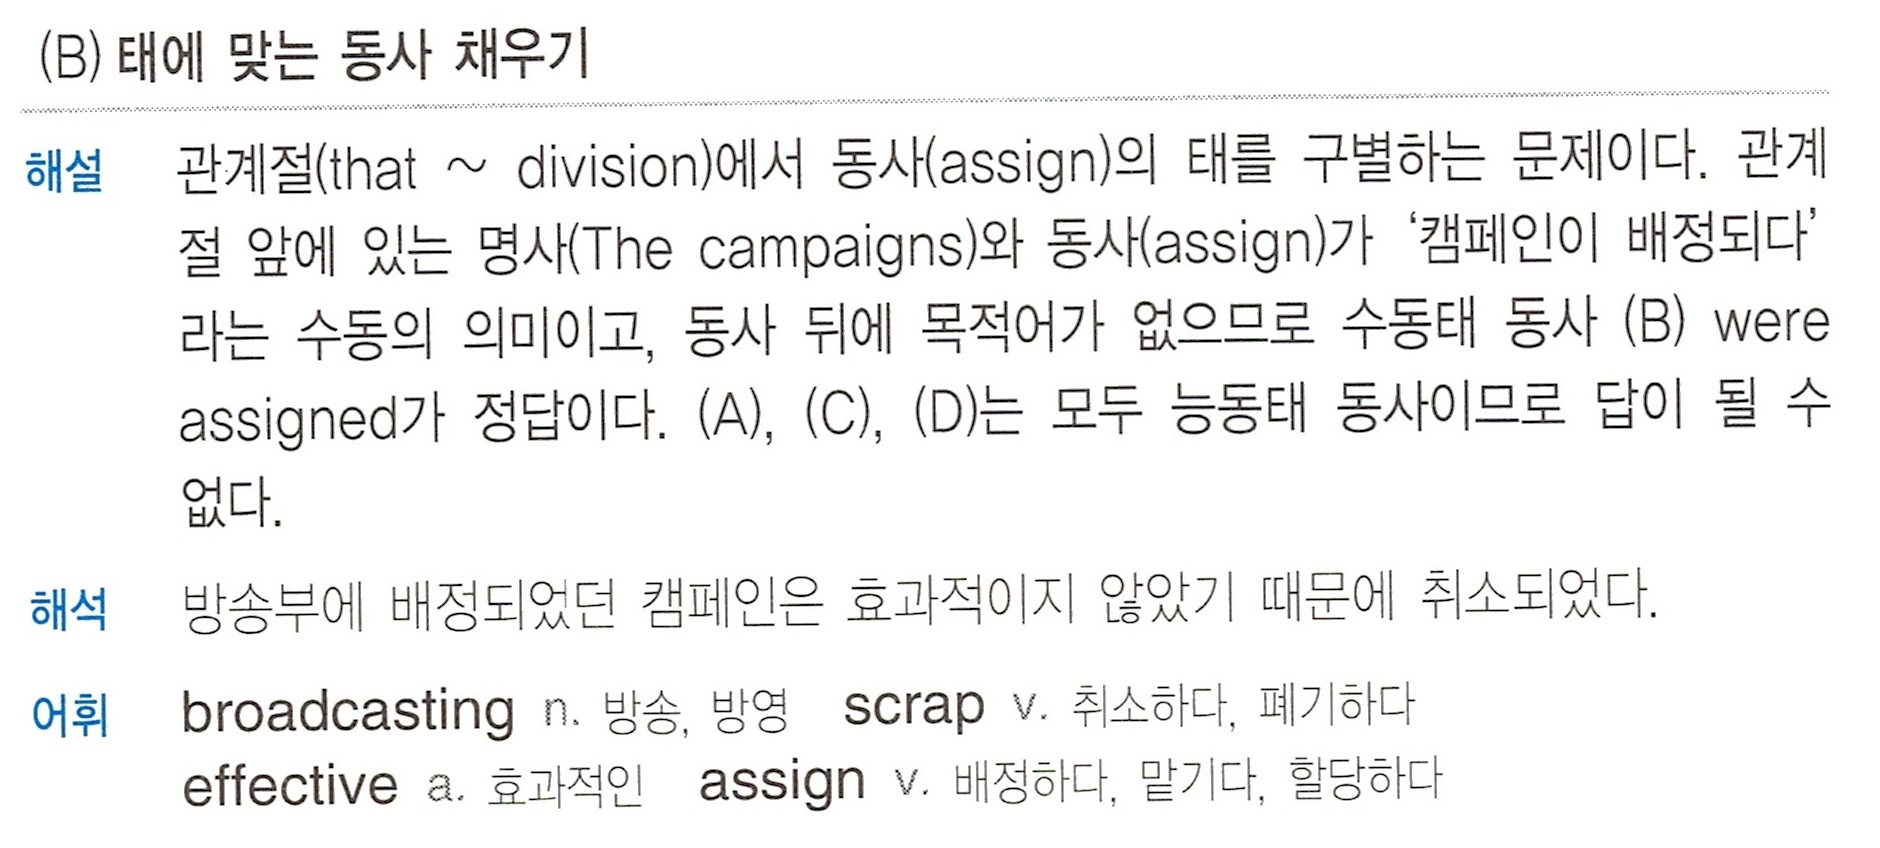 (B) 태에 맞는 동사 채우기
해설 관계절(that ~ division)에서 동사(assign)의 태를 구별하는 문제이다. 관계
절 앞에 있는 명사(The campaigns)와 동사(assign)가 ‘캠페인이 배정되다’
라는 수동의 의미이고, 동사 뒤에 목적어가 없으므로 수동태 동사 (B) were
assigned가 정답이다. (A), (C), (D)는 모두 능동태 동사이므로 답이 될 수
없다.
해석 방송부에 배정되었던 캠페인은 효과적이지 않았기 때문에 취소되었다.
어휘 broadcasting n. 방송, 방영 scrap v. 취소하다, 폐기하다
effective a. 효과적인 assign v. 배정하다, 맡기다, 할당하다